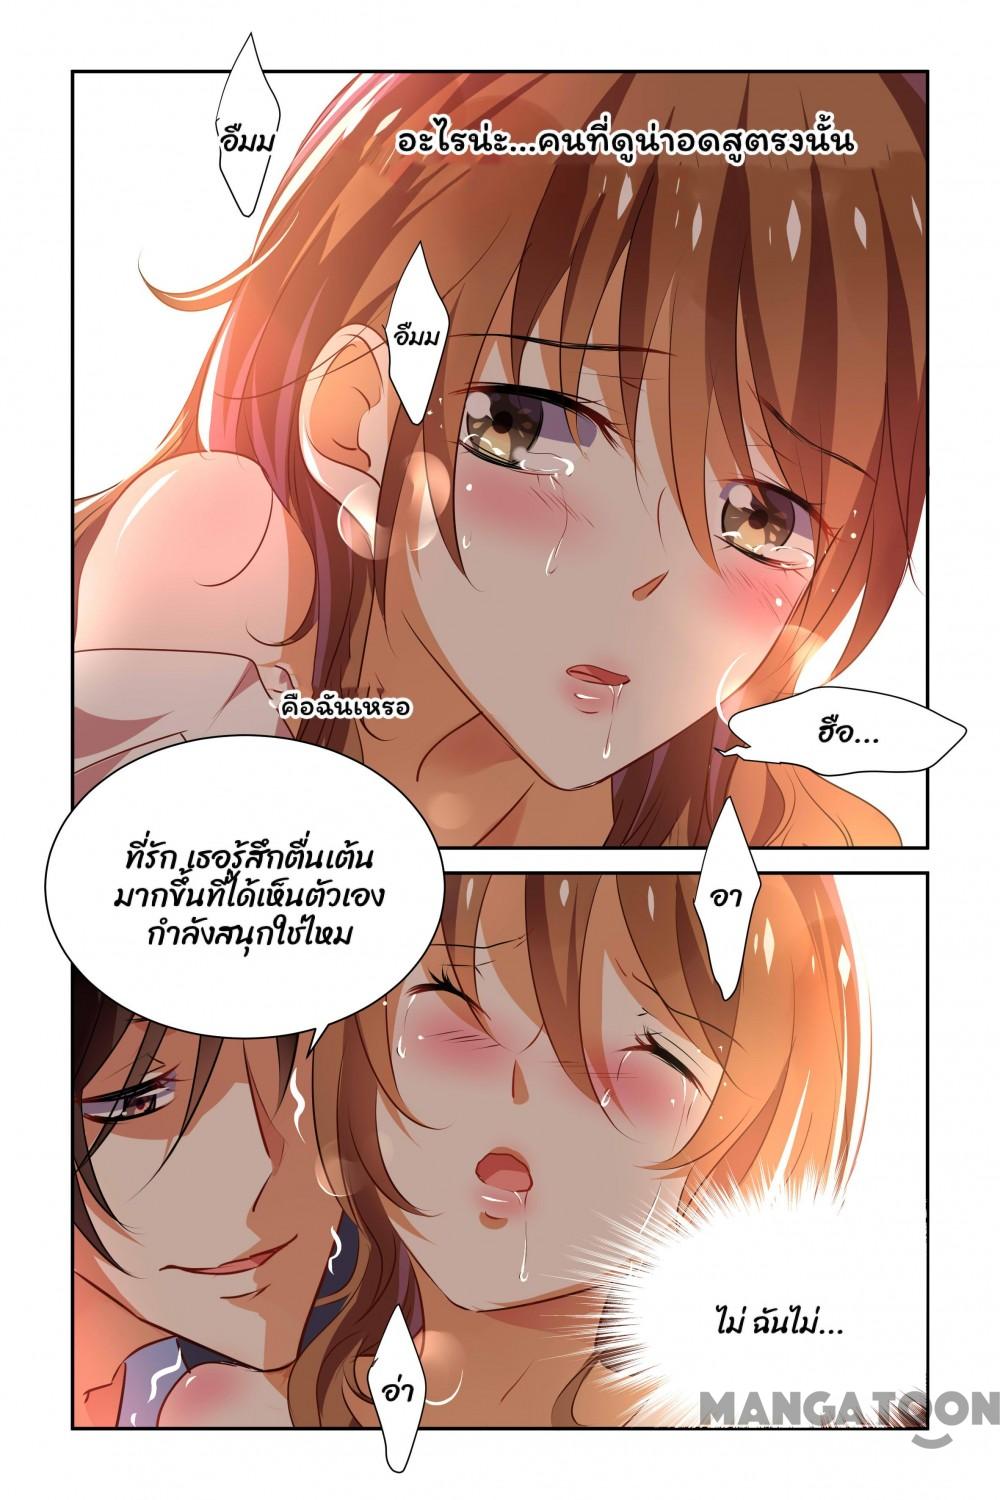 อืมม
อะไรน่ะ...คนที่ดูน่าอดสูตรงนั้น
อืมม
คือฉันเหรอ
ฮือ...
ที่รัก เธอรู้สึกตื่นเต้น
มากขึ้นที่ได้เห็นตัวเอง
กำลังสนุกใช่ไหม
อา
ไม่ ฉันไม่...
อ่า
MANGATOON